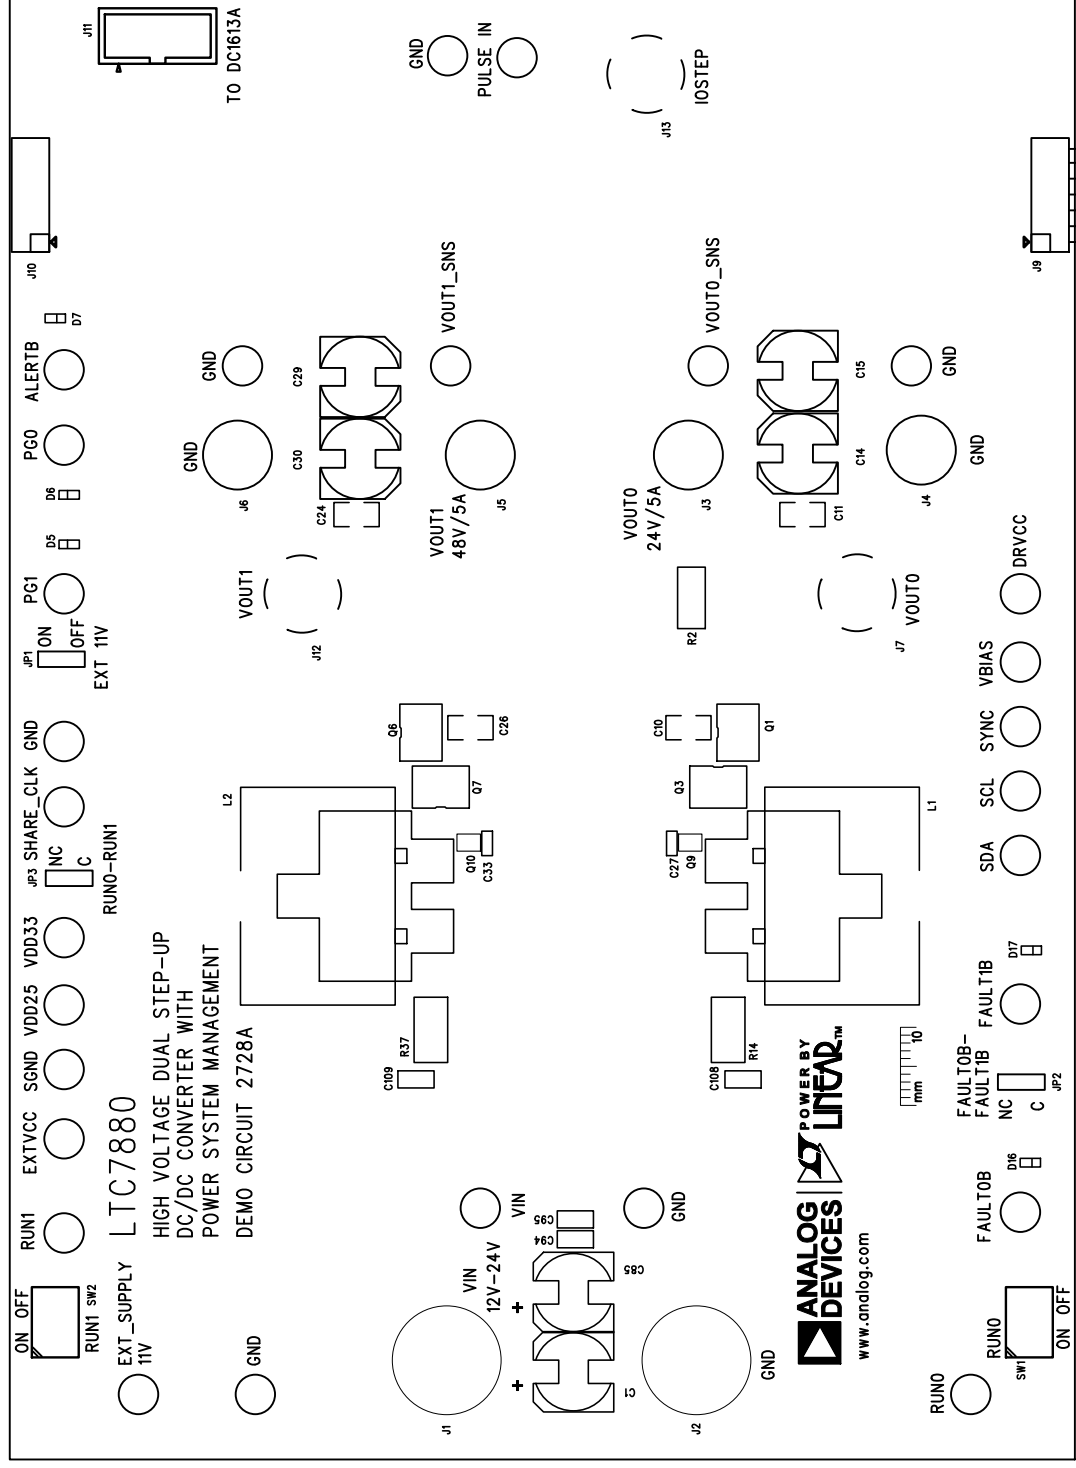 J11
TO DC1613A
GND
PULSE IN
J13
IOSTEP
J10
J9
D7
ALERTB
PG0
D6
D5
PG1
JP1
ON
OFF
EXT 11V
GND
SHARE_CLK
JP3
NC
C
RUN0-RUN1
VDD33
VDD25
SGND
EXTVCC
RUN1
ON OFF
RUN1
SW2
EXT_SUPPLY
11V
GND
LTC7880
HIGH VOLTAGE DUAL STEP-UP
DC/DC CONVERTER WITH
POWER SYSTEM MANAGEMENT
DEMO CIRCUIT 2728A
GND
GND
J6
C29
C30
C24
VOUT1_SNS
VOUT1
48V/5A
J5
VOUT1
J12
VOUT0_SNS
VOUT0
24V/5A
J3
C15
C14
C11
GND
GND
J4
R2
VOUT0
J7
L2
Q6
C26
Q7
Q10
C33
R37
C109
C10
Q1
Q3
C27
Q9
L1
R14
C108
VIN
GND
C95
C94
C85
VIN
12V-24V
+
+
C1
J1
J2
GND
ANALOG
DEVICES
POWER BY
LINEAR™
www.analog.com
mm
10
DRVCC
VBIAS
SYNC
SCL
SDA
D17
FAULT1B
FAULT0B-
FAULT1B
NC
C
JP2
D16
FAULT0B
RUN0
SW1
ON OFF
RUN0